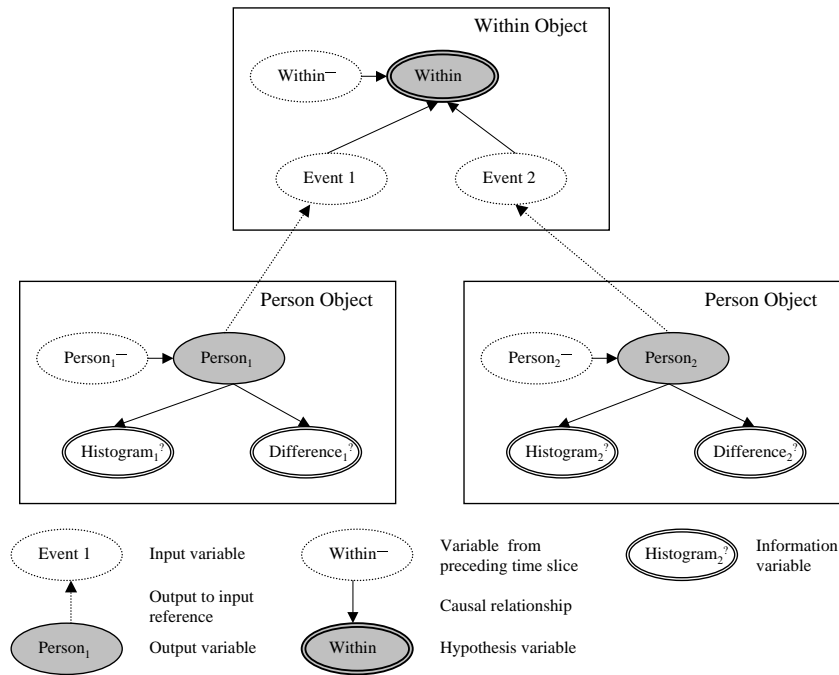 Within Object
Within—
Within
Event 1
Event 2
Person Object
Person Object
Person₁—
Person₁
Person₂—
Person₂
Histogram₁?
Difference₁?
Histogram₂?
Difference₂?
Event 1
Input variable
Within—
Variable from
preceding time slice
Histogram₂?
Information
variable
Output to input
reference
Causal relationship
Person₁
Output variable
Within
Hypothesis variable